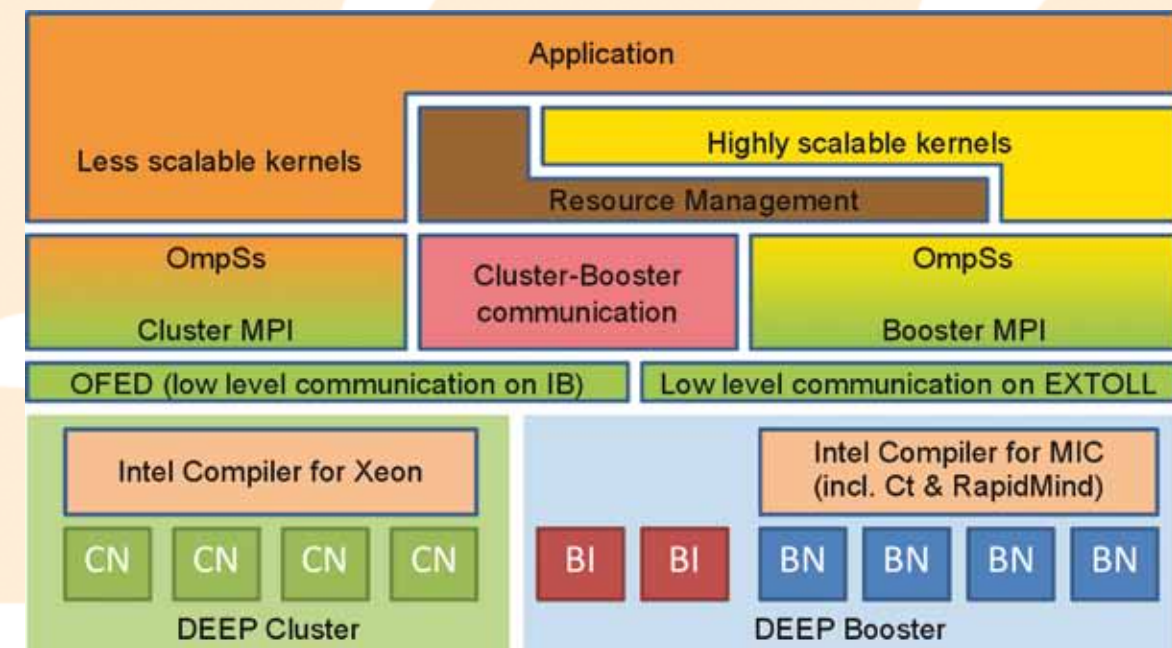 Application
Less scalable kernels
Highly scalable kernels
Resource Management
OmpSs
Cluster MPI
Cluster-Booster
communication
OmpSs
Booster MPI
OFED (low level communication on IB)
Low level communication on EXTOLL
Intel Compiler for Xeon
Intel Compiler for MIC
(incl. Ct & RapidMind)
CN CN CN CN
BI BI
BN BN BN BN
DEEP Cluster
DEEP Booster